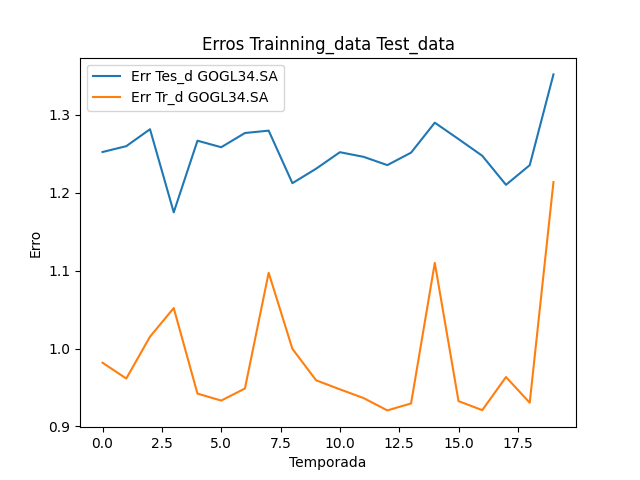 Erros Trainning_data Test_data
Err Tes_d GOGL34.SA
Err Tr_d GOGL34.SA
Erro
1.3
1.2
1.1
1.0
0.9
0.0 2.5 5.0 7.5 10.0 12.5 15.0 17.5
Temporada